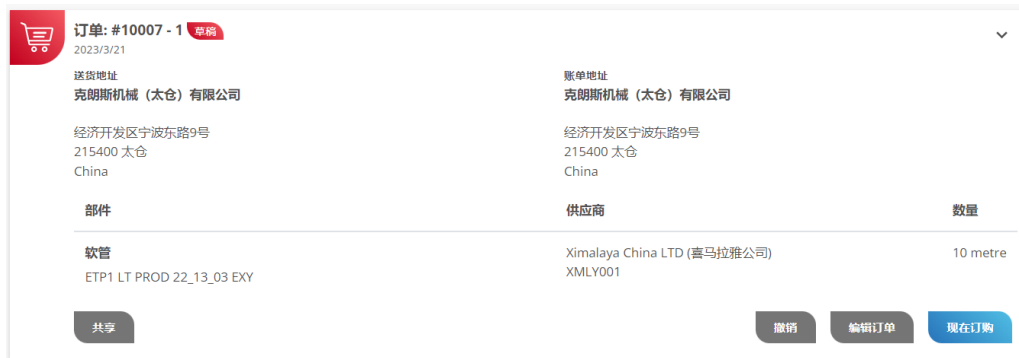 订单: #10007 - 1 草稿
2023/3/21
送货地址 账单地址
克朗斯机械（太仓）有限公司 克朗斯机械（太仓）有限公司
经济开发区宁波东路9号 经济开发区宁波东路9号
215400 太仓 215400 太仓
China China
部件 供应商 数量
软管 Ximalaya China LTD (喜马拉雅公司) 10 metre
ETP1 LT PROD 22_13_03 EXY XMLY001
共享 撤销 编辑订单 现在订购